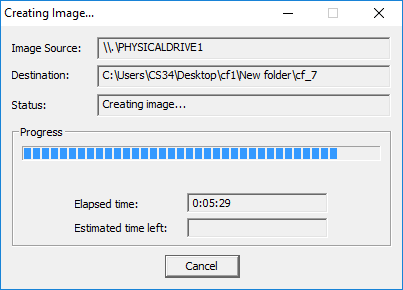 Creating Image...
Image Source: \\.\PHYSICALDRIVE1
Destination: C:\Users\CS34\Desktop\cf1\New folder\cf_7
Status: Creating image...
Progress
Elapsed time: 0:05:29
Estimated time left:
Cancel